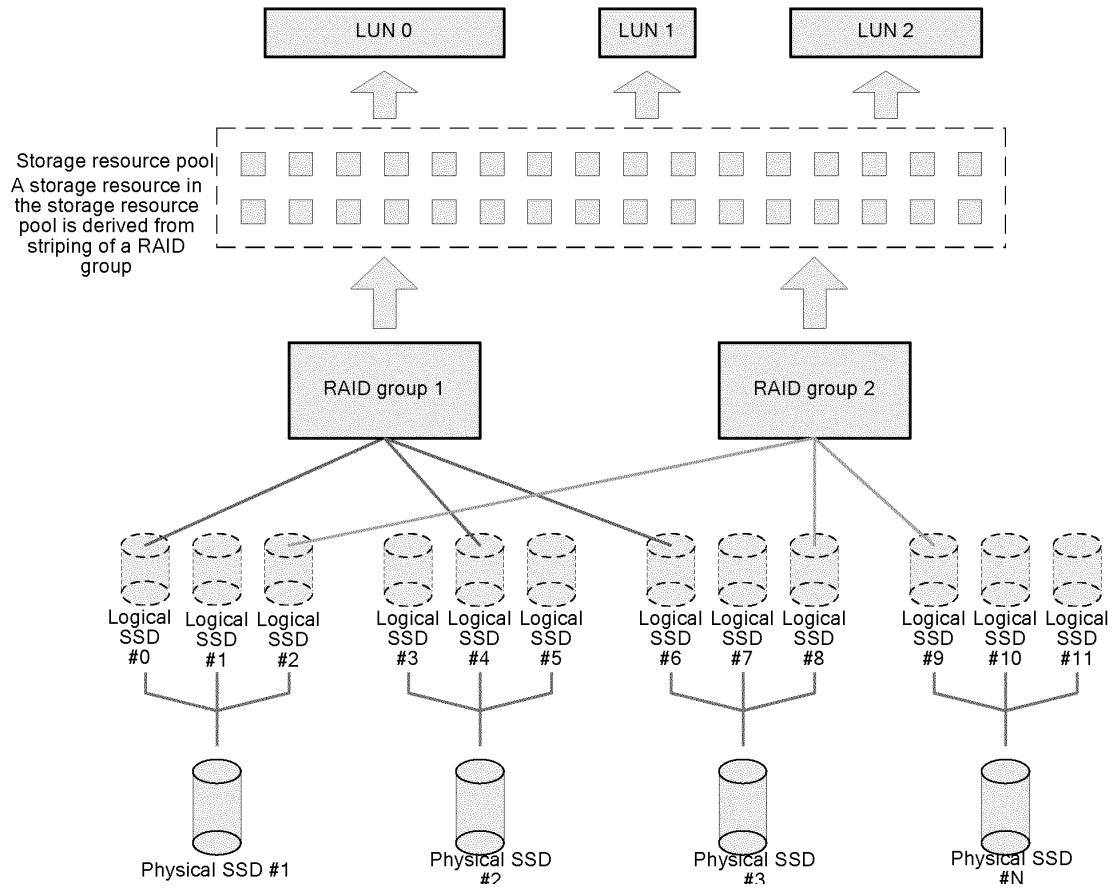 LUN 0
LUN 1
LUN 2
Storage resource pool
A storage resource in
the storage resource
pool is derived from
striping of a RAID
group
RAID group 1
RAID group 2
Logical
SSD
#0
Logical
SSD
#1
Logical
SSD
#2
Logical
SSD
#3
Logical
SSD
#4
Logical
SSD
#5
Logical
SSD
#6
Logical
SSD
#7
Logical
SSD
#8
Logical
SSD
#9
Logical
SSD
#10
Logical
SSD
#11
Physical SSD #1
Physical SSD
#2
Physical SSD
#3
Physical SSD
#N